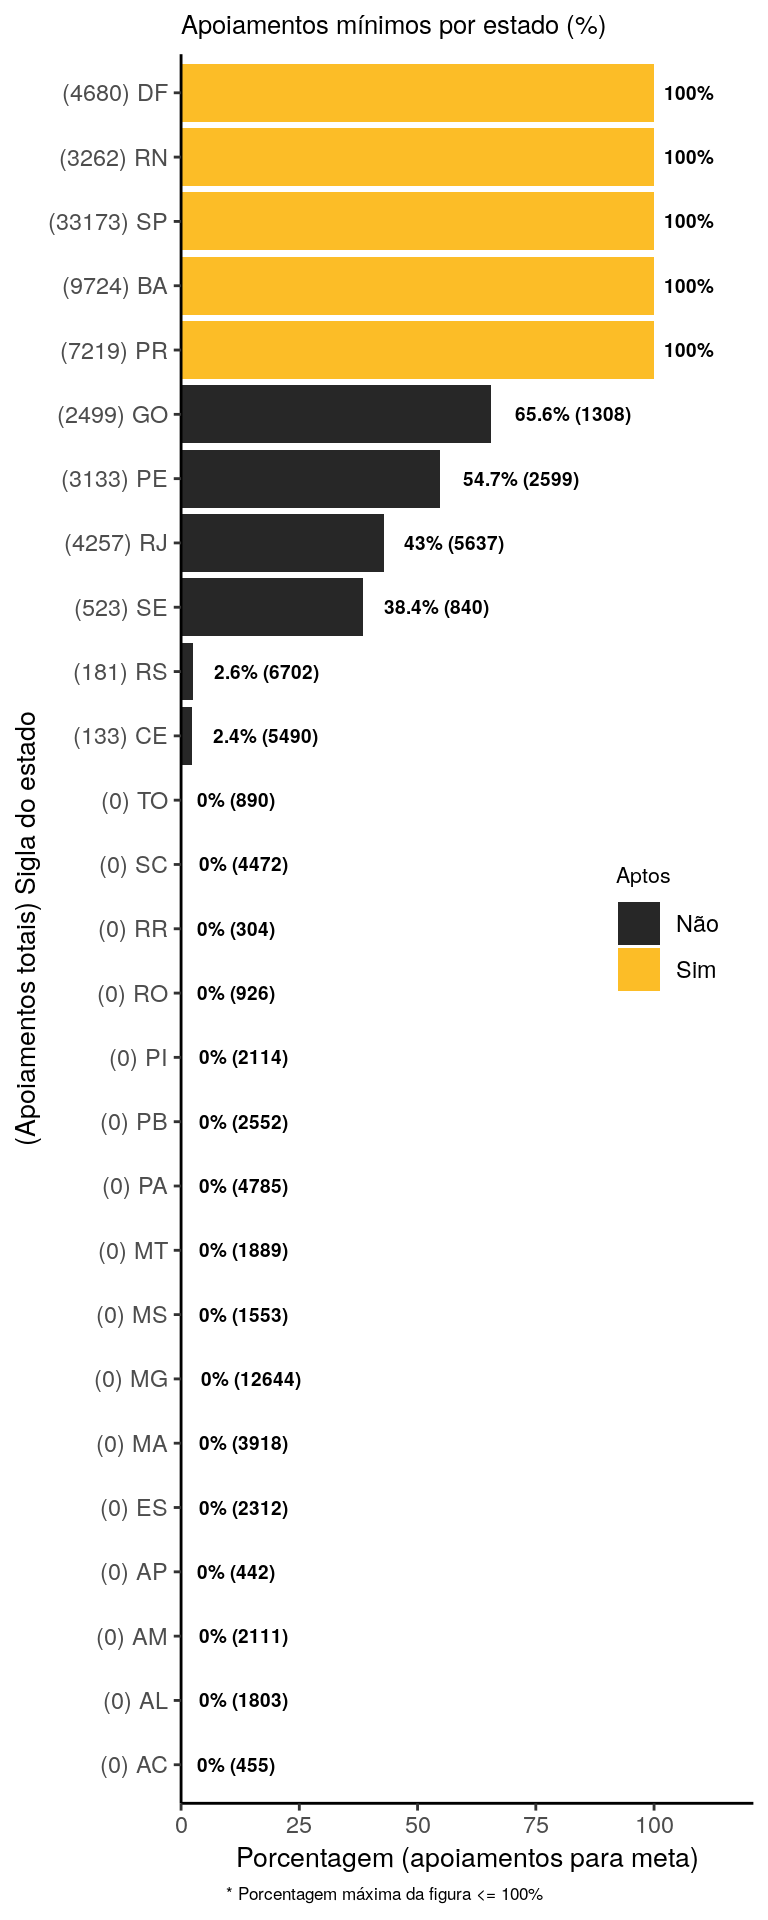 Apoiamentos mínimos por estado (%)
(4680) DF 100%
(3262) RN 100%
(33173) SP 100%
(9724) BA 100%
(7219) PR 100%
(2499) GO 65.6% (1308)
(3133) PE 54.7% (2599)
(4257) RJ 43% (5637)
(523) SE 38.4% (840)
(181) RS 2.6% (6702)
(133) CE 2.4% (5490)
(0) TO 0% (890)
(0) SC 0% (4472)
(0) RR 0% (304)
(0) RO 0% (926)
(0) PI 0% (2114)
(0) PB 0% (2552)
(0) PA 0% (4785)
(0) MT 0% (1889)
(0) MS 0% (1553)
(0) MG 0% (12644)
(0) MA 0% (3918)
(0) ES 0% (2312)
(0) AP 0% (442)
(0) AM 0% (2111)
(0) AL 0% (1803)
(0) AC 0% (455)
(Apoiamentos totais) Sigla do estado
Aptos
Não
Sim
0 25 50 75 100
Porcentagem (apoiamentos para meta)
* Porcentagem máxima da figura <= 100%